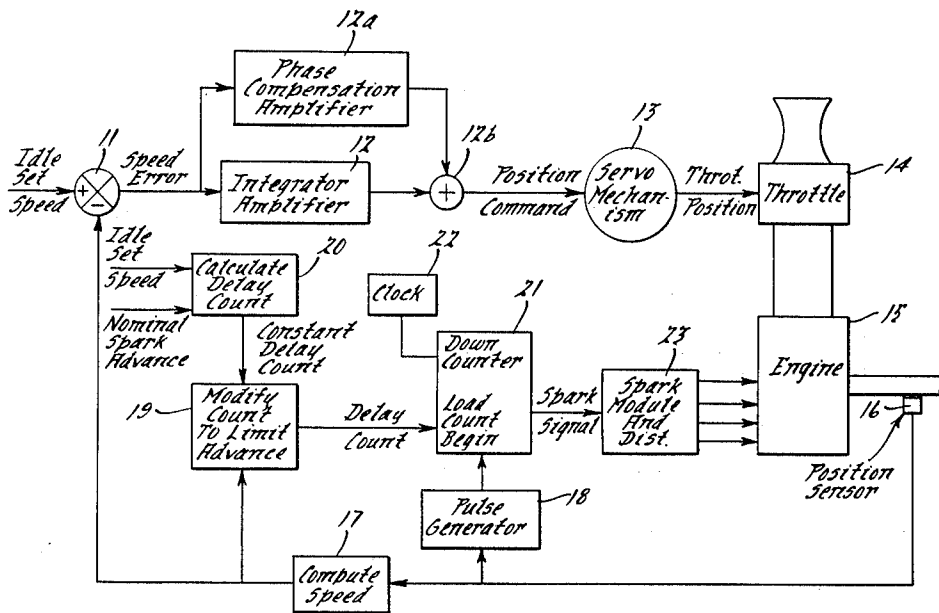 12a
Phase
Compensation
Amplifier
11
Idle
Set
Speed
+
-
Speed
Error
12
Integrator
Amplifier
12b
+
Position
Command
13
Servo
Mechan-
ism
Throt.
Position
14
Throttle
Idle
Set
Speed
Nominal
Spark
Advance
20
Calculate
Delay
Count
Constant
Delay
Count
22
Clock
21
Down
Counter
Load
Count
Begin
19
Modify
Count
To Limit
Advance
Delay
Count
Spark
Signal
23
Spark
Module
And
Dist.
15
Engine
16
Position
Sensor
18
Pulse
Generator
17
Compute
Speed